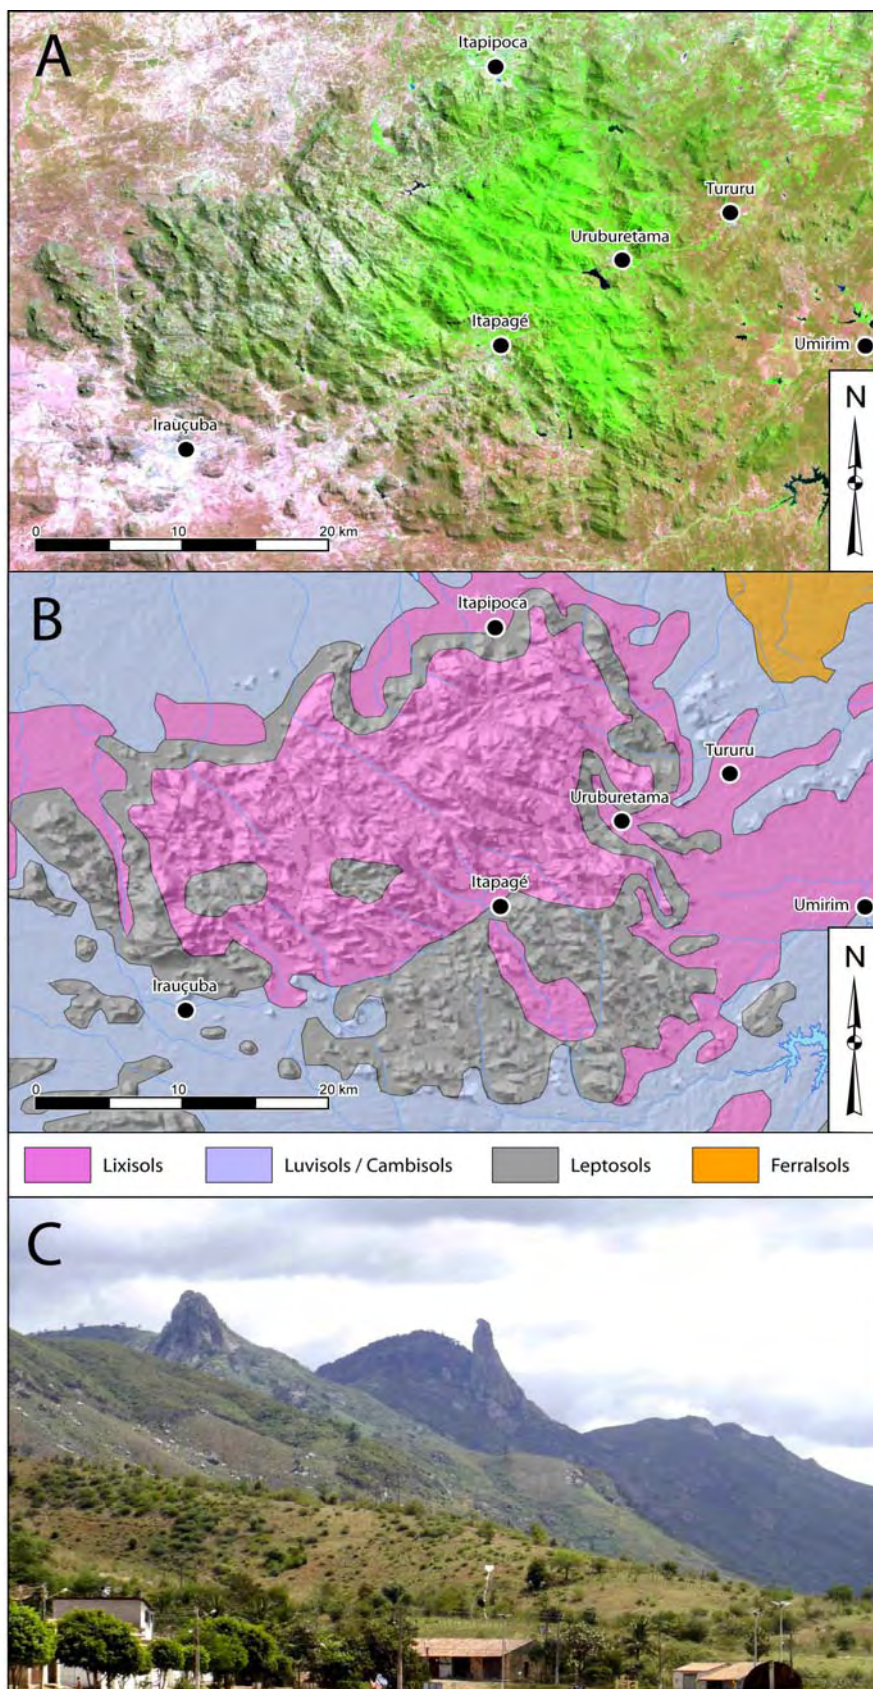 A
Itapipoca
Tururu
Uruburetama
Itapagé
Umirim
Irauçuba
N
0 10 20 km
B
Itapipoca
Tururu
Uruburetama
Itapagé
Umirim
Irauçuba
N
0 10 20 km
Lixisols Luvisols / Cambisols Leptosols Ferralsols
C